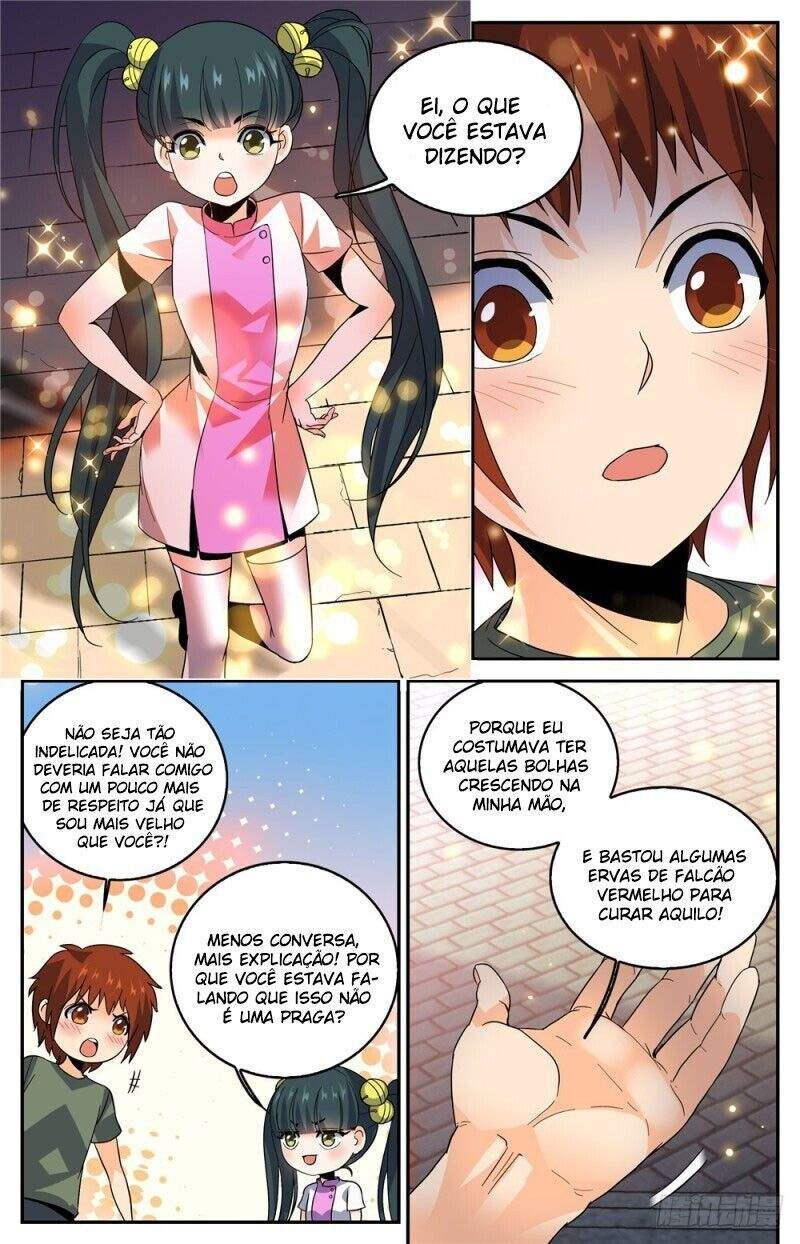 EI, O QUE
VOCÊ ESTAVA
DIZENDO?
NÃO SEJA TÃO
INDELICADA! VOCÊ NÃO
DEVERIA FALAR COMIGO
COM UM POUCO MAIS
DE RESPEITO JÁ QUE
SOU MAIS VELHO
QUE VOCÊ?!
MENOS CONVERSA,
MAIS EXPLICAÇÃO! POR
QUE VOCÊ ESTAVA FA-
LANDO QUE ISSO NÃO
É UMA PRAGA?
PORQUE EU
COSTUMAVA TER
AQUELAS BOLHAS
CRESCENDO NA
MINHA MÃO,
E BASTOU ALGUMAS
ERVAS DE FALCÃO
VERMELHO PARA
CURAR AQUILO!